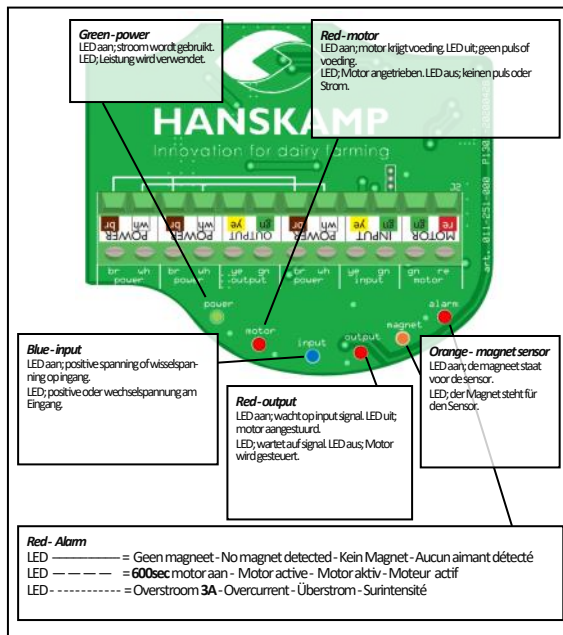 Green - power
LED aan; stroom wordt gebruikt.
LED; Leistung wird verwendet.
Red - motor
LED aan; motor krijgt voeding. LED uit; geen puls of
voeding.
LED; Motor angetrieben. LED aus; keinen puls oder
Strom.
HANSKAMP
Innovation for dairy farming
J2
br wh br wh ye gn br wh ye gn gn re
POWER POWER OUTPUT POWER INPUT MOTOR
br wh br wh ye gn br wh ye gn gn re
power power output power input motor
art. 011-251-000
power
motor
input
output
magnet
alarm
Blue - input
LED aan; positive spanning of wisselspan-
ning op ingang.
LED; positive oder wechselspannung am
Eingang.
Red - output
LED aan; wacht op input signal. LED uit;
motor aangestuurd.
LED; wartet auf signal. LED aus; Motor
wird gesteuert.
Orange - magnet sensor
LED aan; de magneet staat
voor de sensor.
LED; der Magnet steht für
den Sensor.
Red - Alarm
LED ——————— = Geen magneet - No magnet detected - Kein Magnet - Aucun aimant détecté
LED — — — — = 600sec motor aan - Motor active - Motor aktiv - Moteur actif
LED - - - - - - - - - - - - = Overstroom 3A - Overcurrent - Überstrom - Surintensité